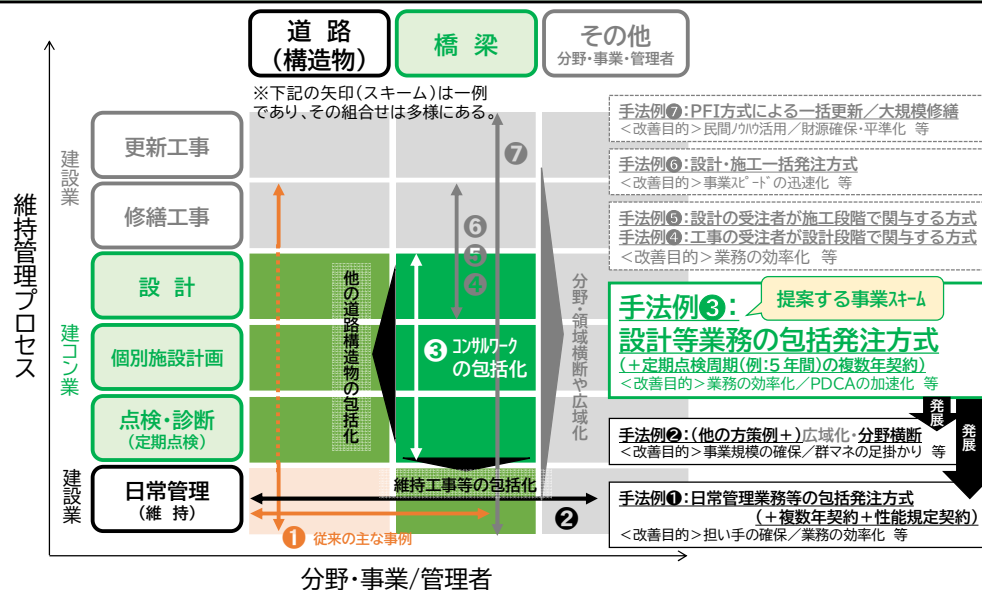 道 路
(構造物)
橋 梁
その他
分野・事業・管理者
※下記の矢印(スキーム)は一例
であり、その組合せは多様にある。
維持管理プロセス
建設業
建コン業
建設業
更新工事
修繕工事
設 計
個別施設計画
点検・診断
(定期点検)
日常管理
(維 持)
❼
❻
❺
❹
他の道路構造物の包括化
❸ コンサルワーク
の包括化
分野・領域横断や広域化
維持工事等の包括化
❷
❶ 従来の主な事例
分野・事業/管理者
手法例❼:PFI方式による一括更新/大規模修繕
<改善目的>民間ノウハウ活用/財源確保・平準化 等
手法例❻:設計・施工一括発注方式
<改善目的>事業スピードの迅速化 等
手法例❺:設計の受注者が施工段階で関与する方式
手法例❹:工事の受注者が設計段階で関与する方式
<改善目的>業務の効率化 等
提案する事業スキーム
手法例❸:
設計等業務の包括発注方式
(+定期点検周期(例:5年間)の複数年契約)
<改善目的>業務の効率化/PDCAの加速化 等
発展
発展
手法例❷:(他の方策例+)広域化・分野横断
<改善目的>事業規模の確保/群マネの足掛かり 等
手法例❶:日常管理業務等の包括発注方式
(+複数年契約+性能規定契約)
<改善目的>担い手の確保/業務の効率化 等